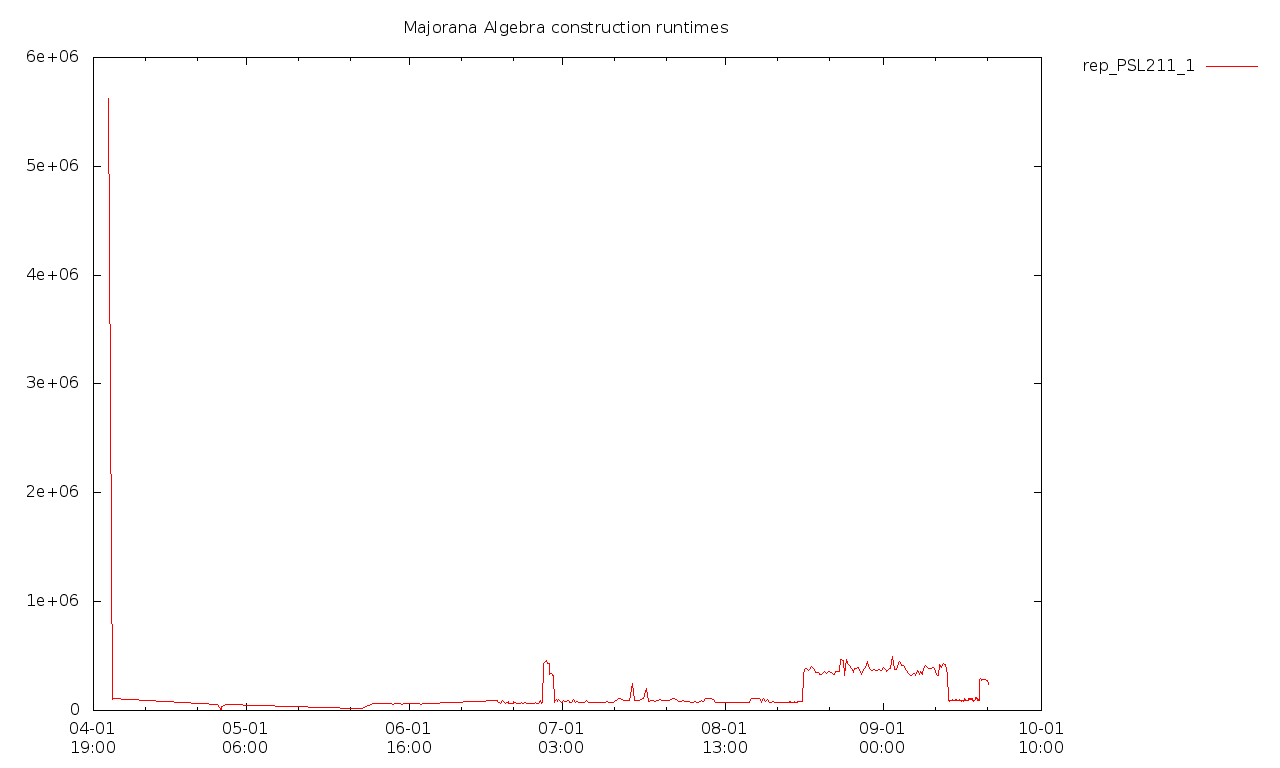 Majorana Algebra construction runtimes
rep_PSL211_1
6e+06
5e+06
4e+06
3e+06
2e+06
1e+06
0
04-01 05-01 06-01 07-01 08-01 09-01 10-01
19:00 06:00 16:00 03:00 13:00 00:00 10:00